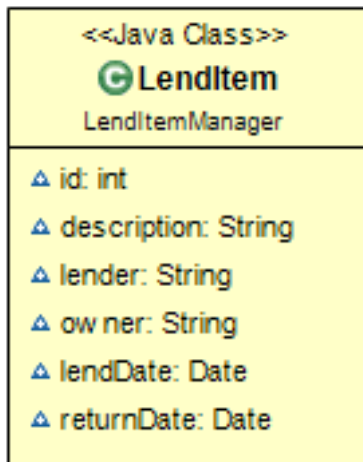 <<Java Class>>
C LendItem
LendItemManager
id: int
description: String
lender: String
owner: String
lendDate: Date
returnDate: Date